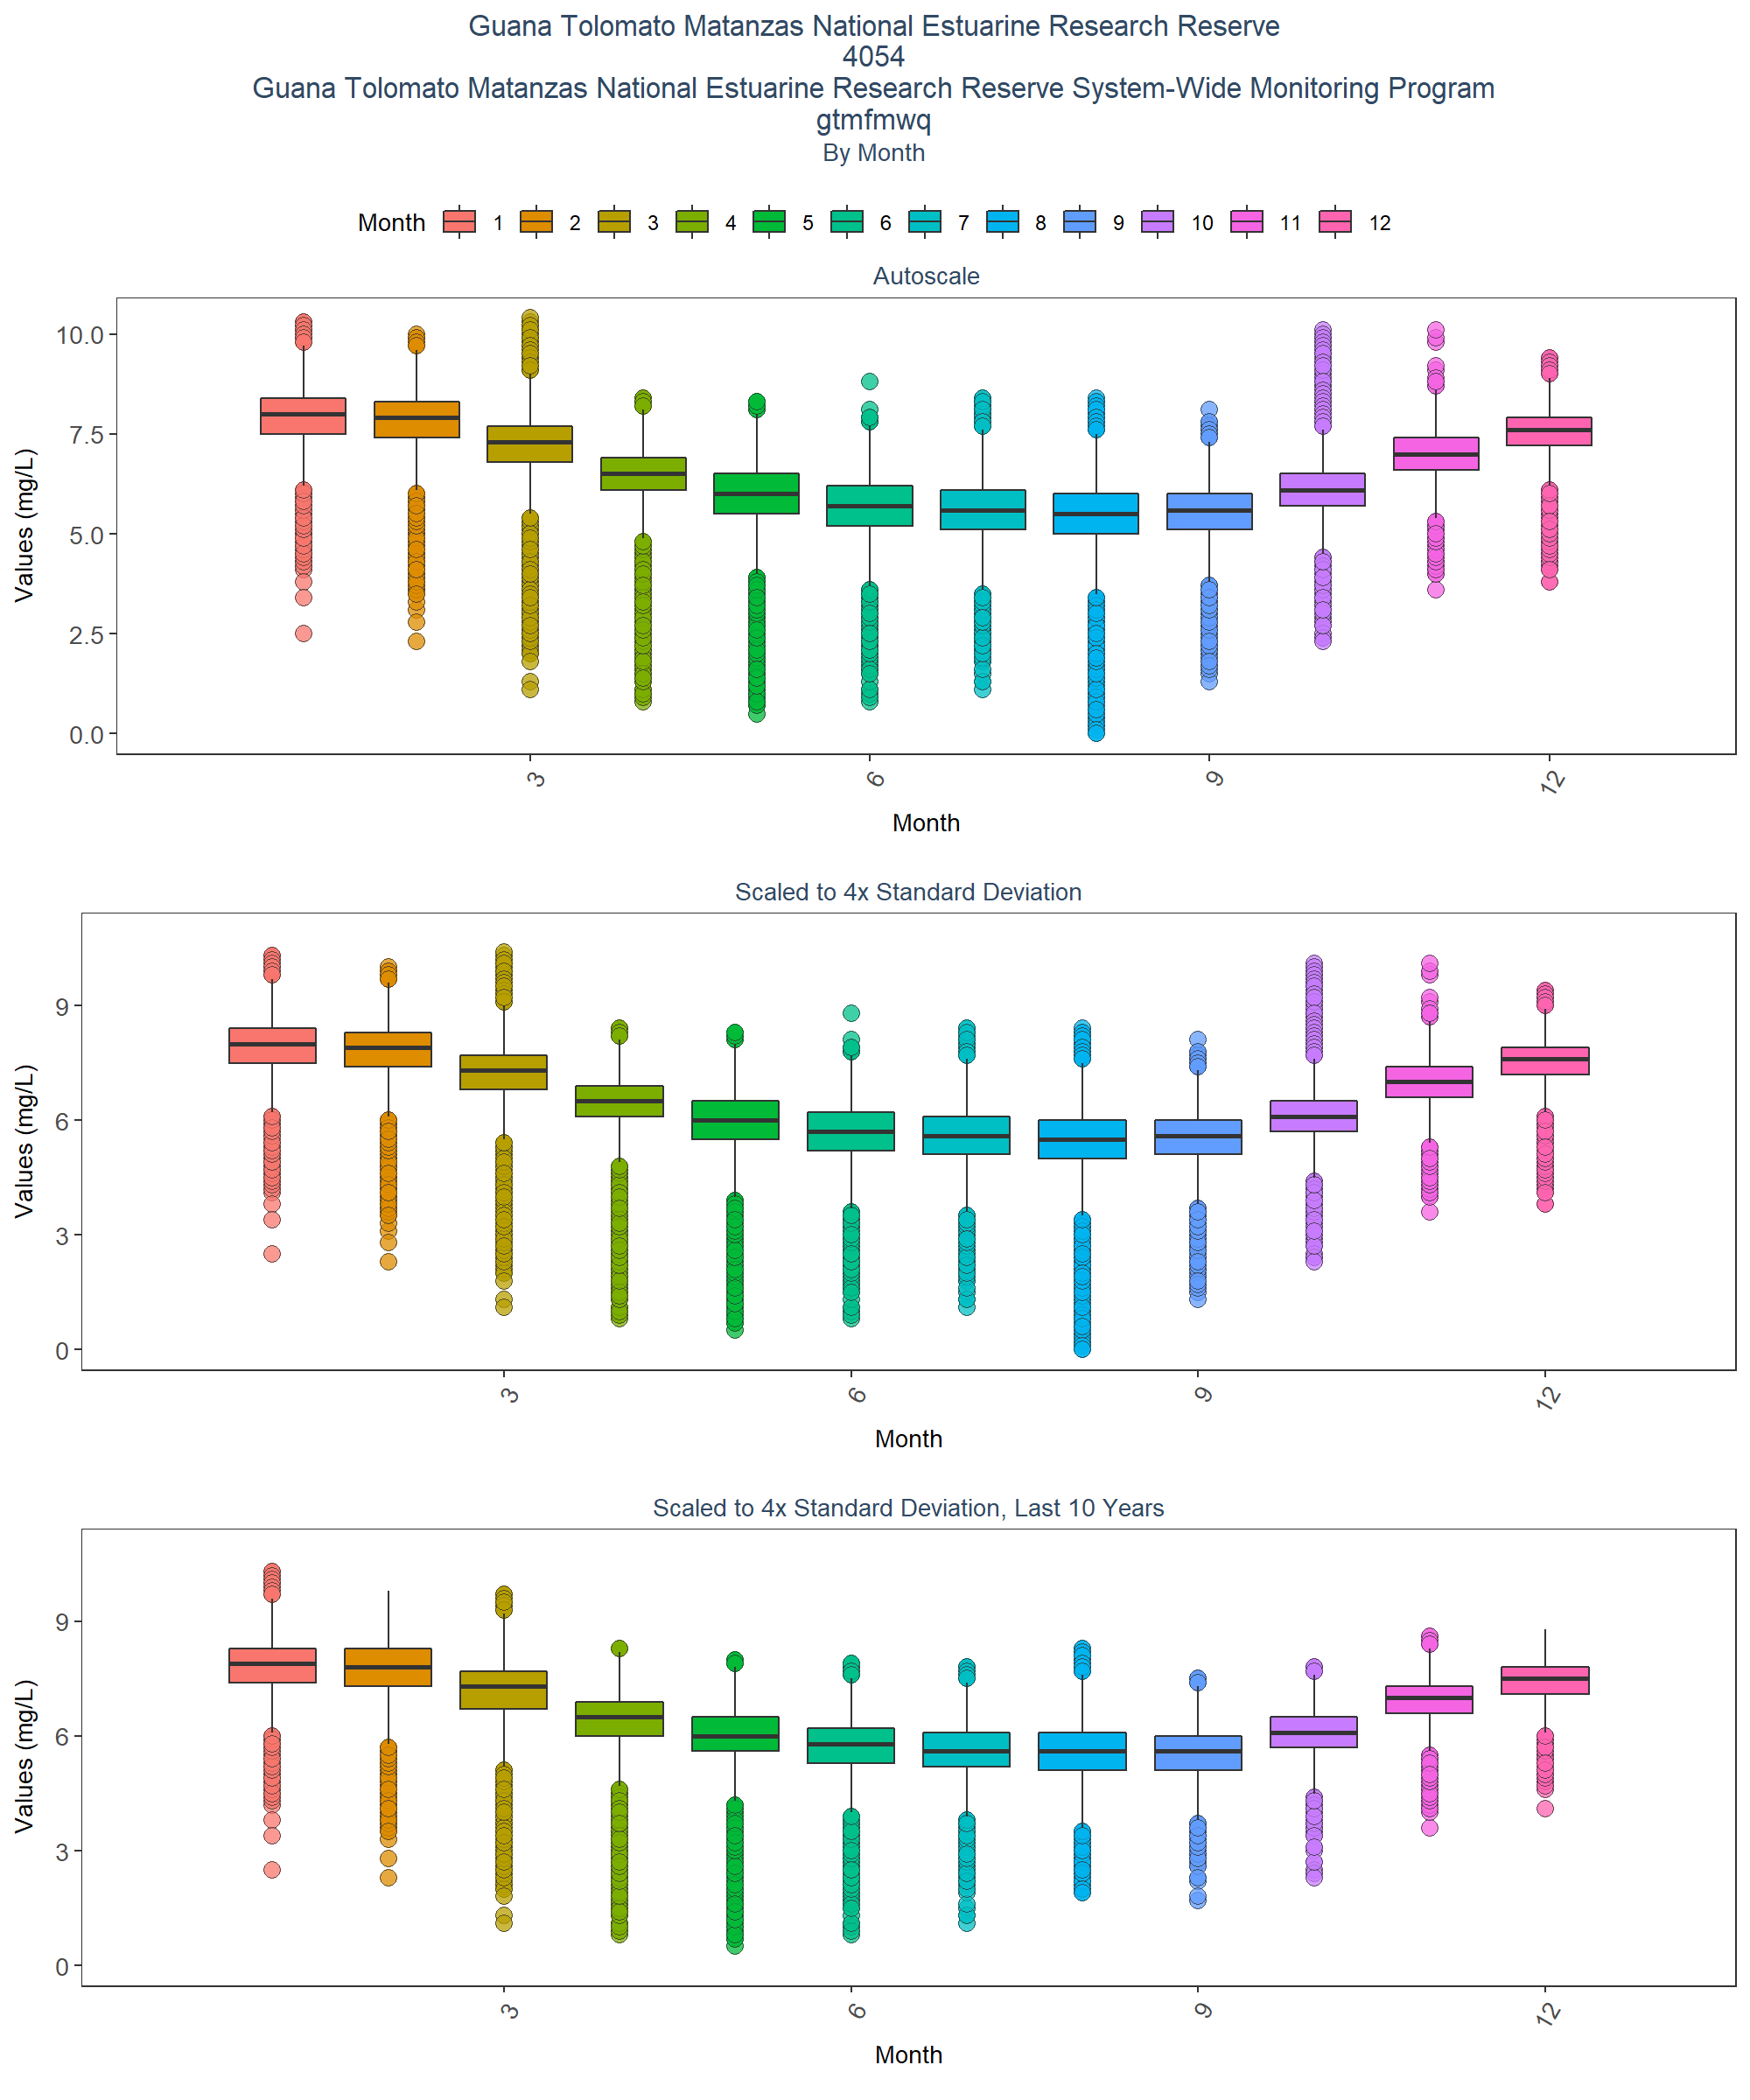 Guana Tolomato Matanzas National Estuarine Research Reserve
4054
Guana Tolomato Matanzas National Estuarine Research Reserve System-Wide Monitoring Program
gtmfmwq
By Month
Month 1 2 3 4 5 6 7 8 9 10 11 12
Autoscale
Values (mg/L)
10.0
7.5
5.0
2.5
0.0
3 6 9 12
Month
Scaled to 4x Standard Deviation
Values (mg/L)
9
6
3
0
3 6 9 12
Month
Scaled to 4x Standard Deviation, Last 10 Years
Values (mg/L)
9
6
3
0
3 6 9 12
Month